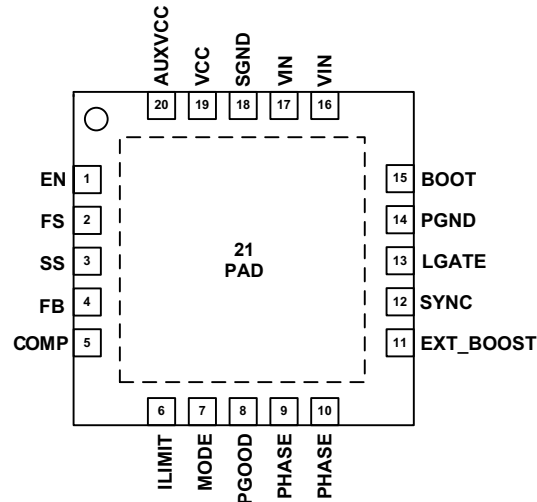 AUXVCC
VCC
SGND
VIN
VIN
20 19 18 17 16
EN 1
FS 2
SS 3
FB 4
COMP 5
21
PAD
15 BOOT
14 PGND
13 LGATE
12 SYNC
11 EXT_BOOST
6 7 8 9 10
ILIMIT
MODE
PGOOD
PHASE
PHASE